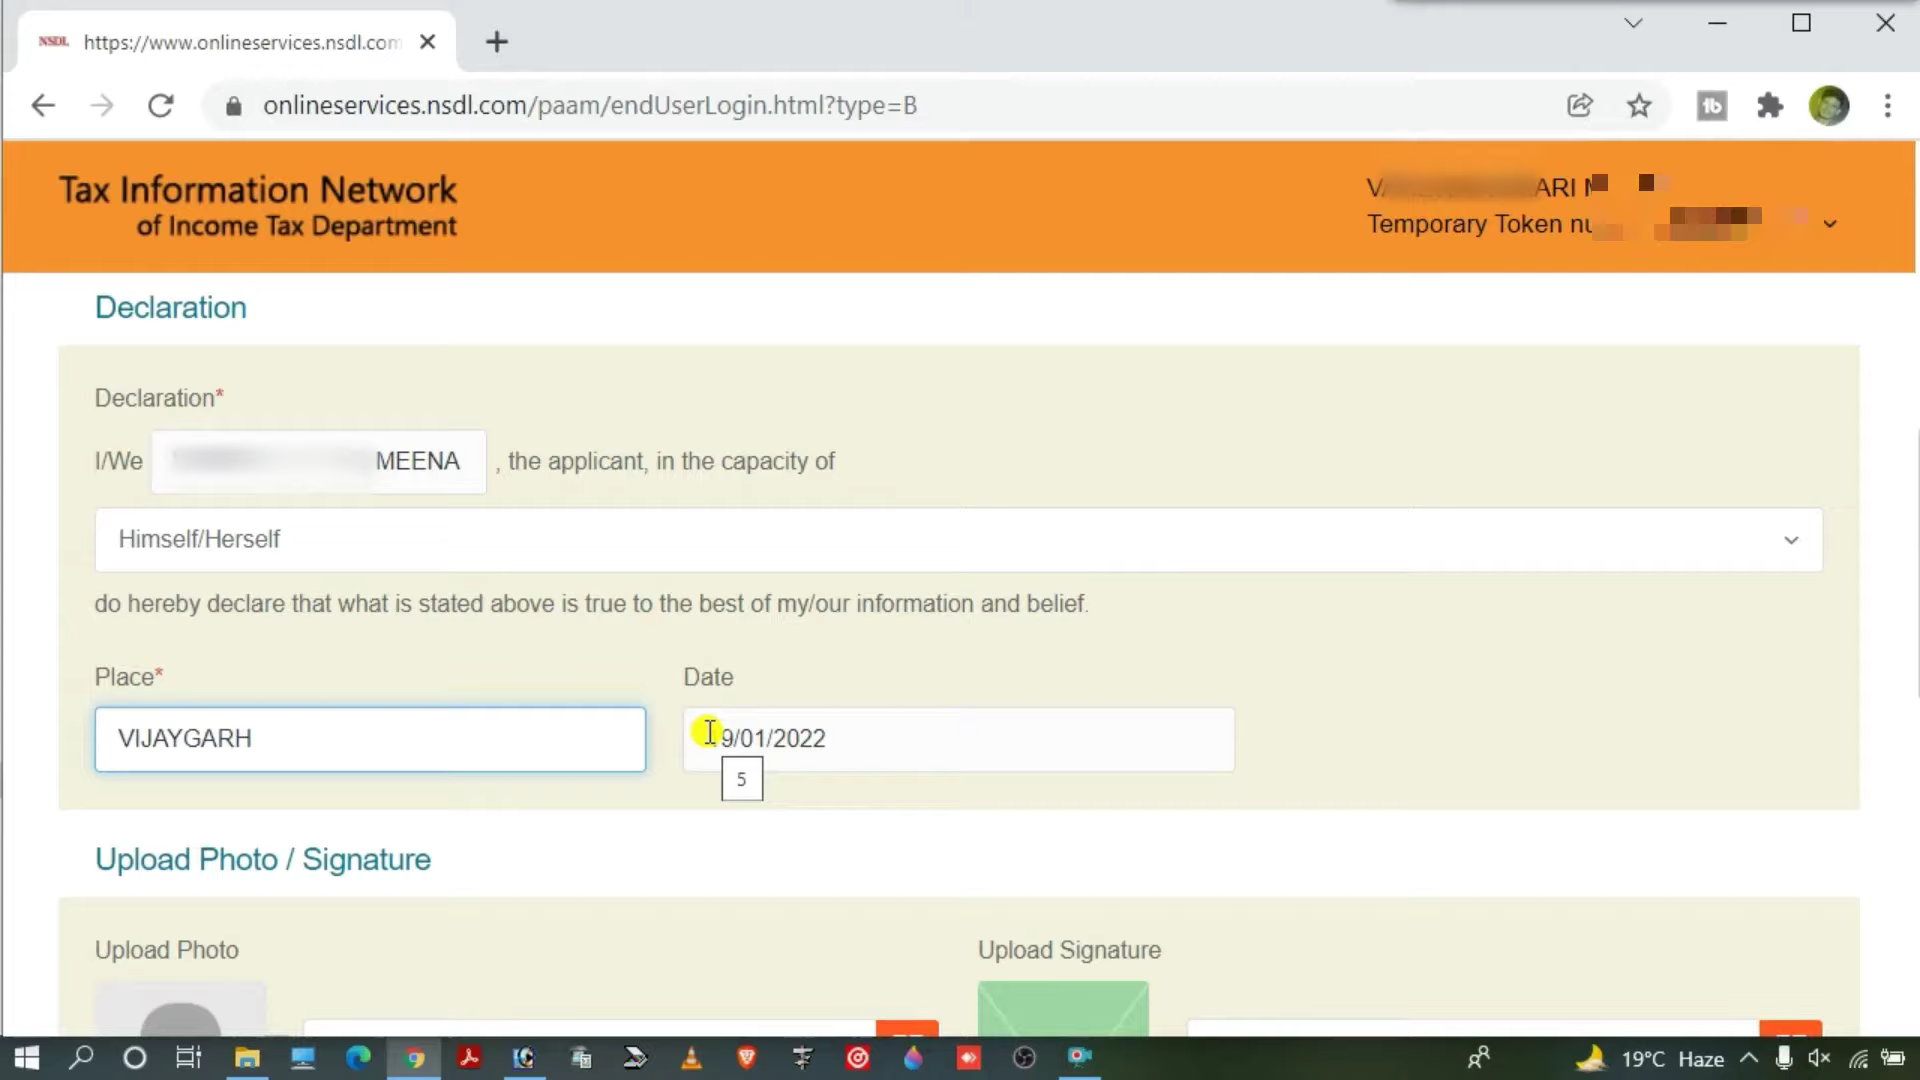 NSDL https://www.onlineservices.nsdl.com
onlineservices.nsdl.com/paam/endUserLogin.html?type=B
Tax Information Network
of Income Tax Department
ARI
Temporary Token
Declaration
Declaration*
I/We MEENA , the applicant, in the capacity of
Himself/Herself
do hereby declare that what is stated above is true to the best of my/our information and belief.
Place* Date
VIJAYGARH 9/01/2022
5
Upload Photo / Signature
Upload Photo Upload Signature
19°C Haze